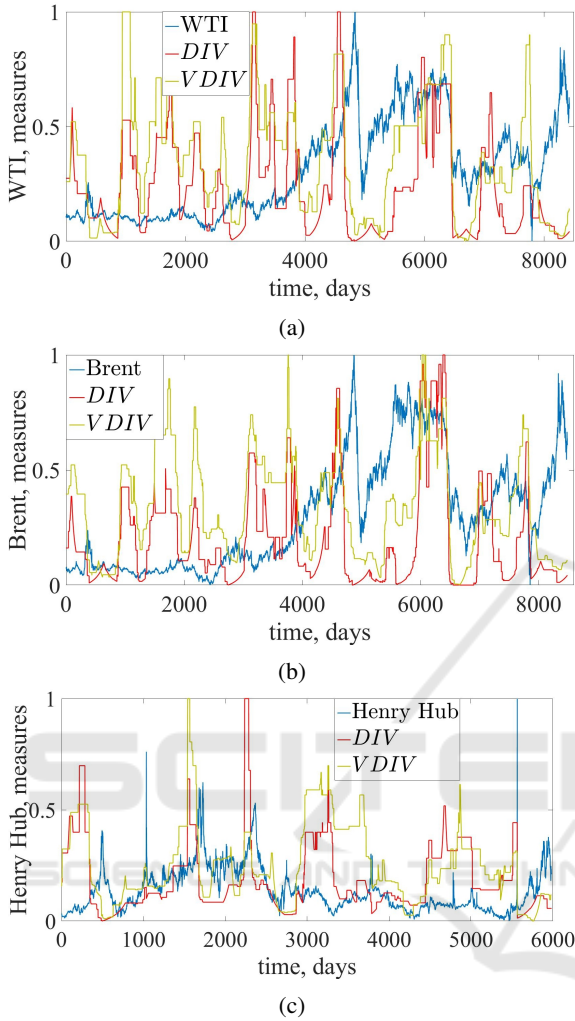 1
WTI
DIV
VDIV
0.5
0
WTI, measures
0 2000 4000 6000 8000
time, days
(a)
1
Brent
DIV
VDIV
0.5
0
Brent, measures
0 2000 4000 6000 8000
time, days
(b)
1
Henry Hub
DIV
VDIV
0.5
0
Henry Hub, measures
0 1000 2000 3000 4000 5000 6000
time, days
(c)